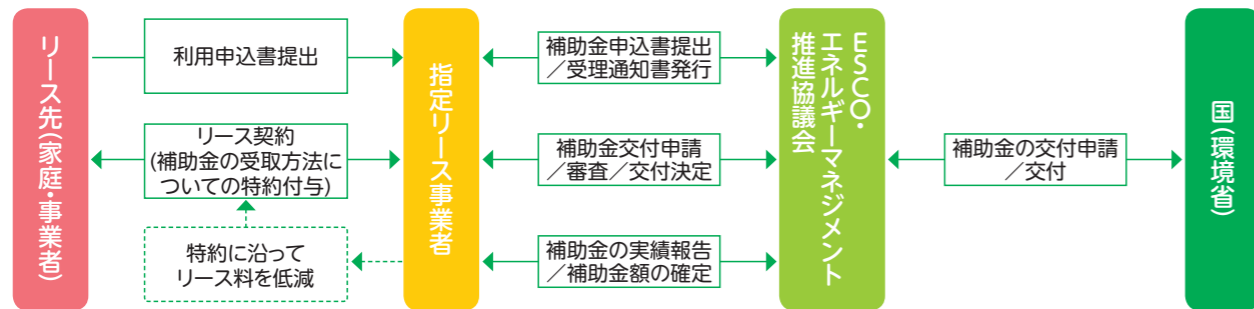 リース先(家庭・事業者)
利用申込書提出
リース契約
(補助金の受取方法に
ついての特約付与)
特約に沿って
リース料を低減
指定リース事業者
補助金申込書提出
/受理通知書発行
補助金交付申請
/審査/交付決定
補助金の実績報告
/補助金額の確定
ESCO・
エネルギーマネジメント
推進協議会
補助金の交付申請
/交付
国(環境省)